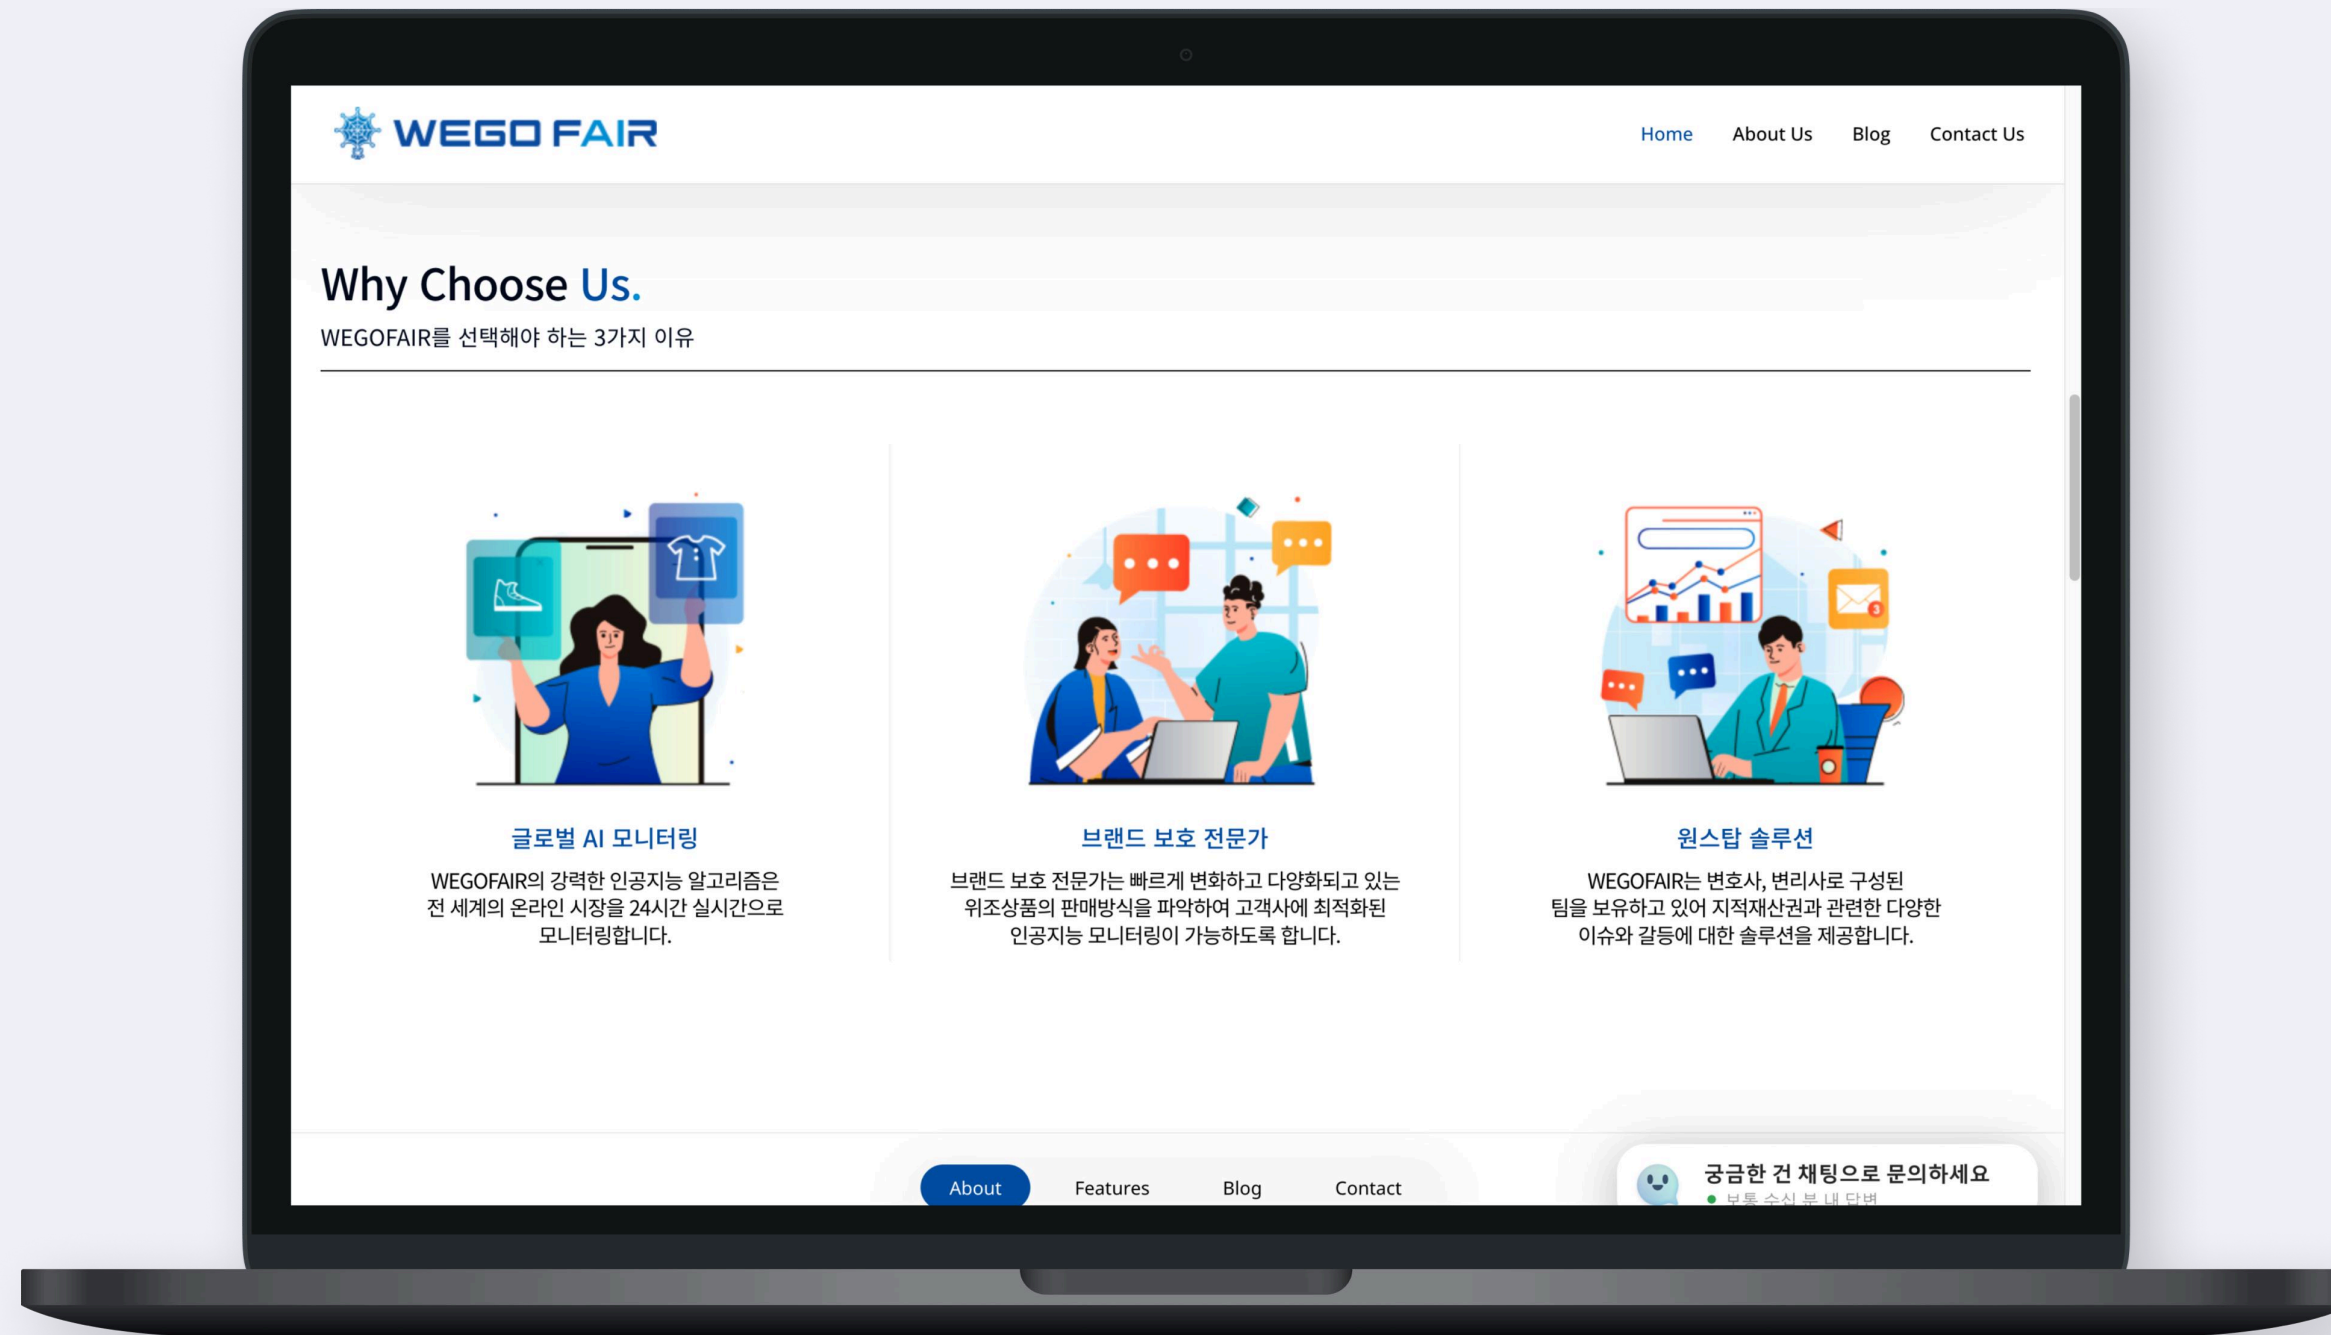 WEGO FAIR
Home About Us Blog Contact Us
Why Choose Us.
WEGOFAIR를 선택해야 하는 3가지 이유
3
글로벌 AI 모니터링
WEGOFAIR의 강력한 인공지능 알고리즘은
전 세계의 온라인 시장을 24시간 실시간으로
모니터링합니다.
브랜드 보호 전문가
브랜드 보호 전문가는 빠르게 변화하고 다양화되고 있는
위조상품의 판매방식을 파악하여 고객사에 최적화된
인공지능 모니터링이 가능하도록 합니다.
원스탑 솔루션
WEGOFAIR는 변호사, 변리사로 구성된
팀을 보유하고 있어 지적재산권과 관련한 다양한
이슈와 갈등에 대한 솔루션을 제공합니다.
About Features Blog Contact
궁금한 건 채팅으로 문의하세요
보통 수십 분 내 답변